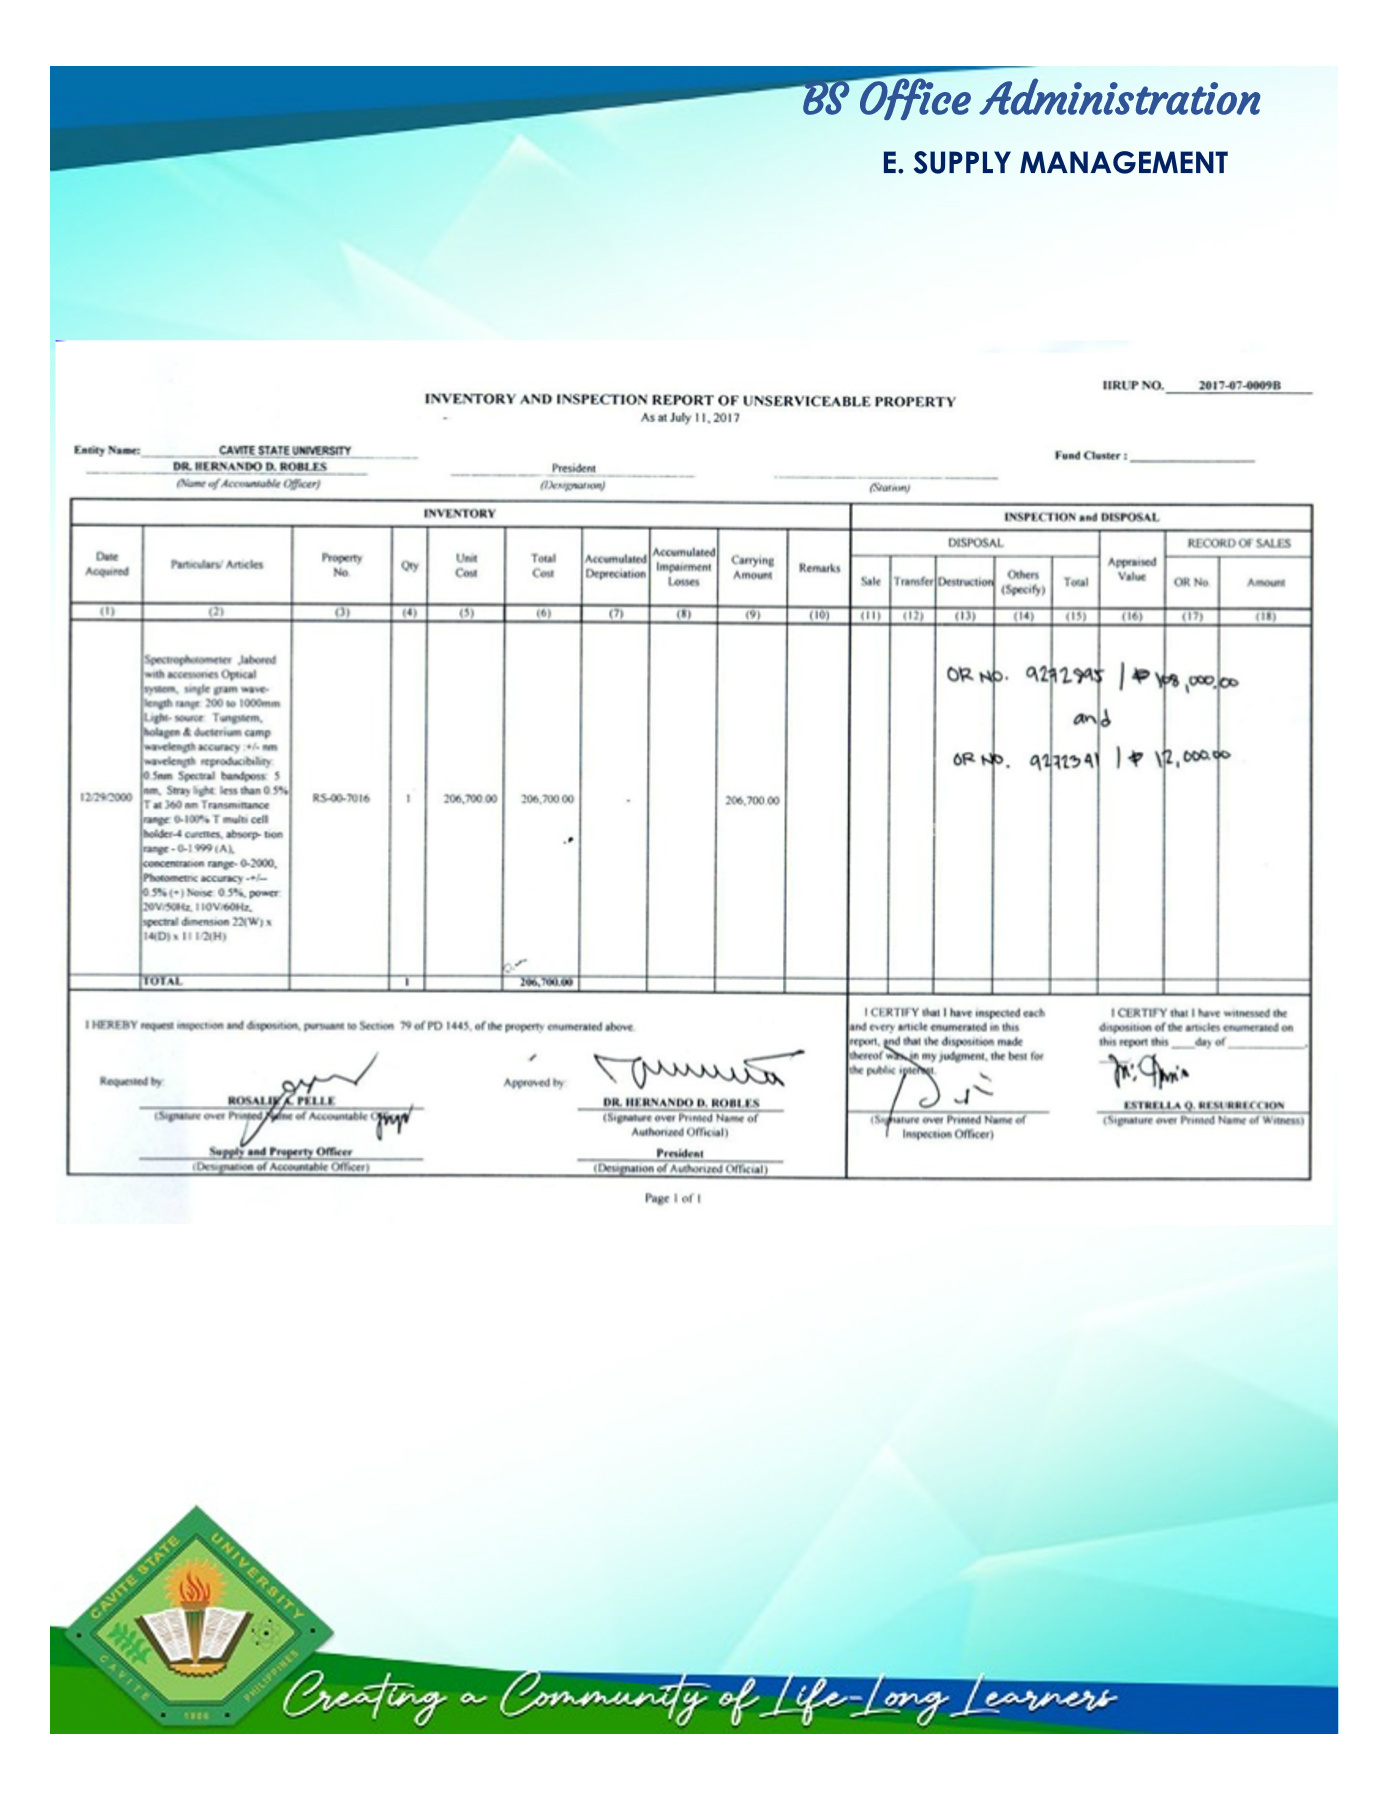 BS Office Administration
E. SUPPLY MANAGEMENT
IIRUP NO. 2017-07-0009B
INVENTORY AND INSPECTION REPORT OF UNSERVICEABLE PROPERTY
As at July 11, 2017
Entity Name: CAVITE STATE UNIVERSITY
Fund Cluster :
DR. HERNANDO D. ROBLES President
(Name of Accountable Officer) (Designation) (Station)
INVENTORY INSPECTION and DISPOSAL
DISPOSAL RECORD OF SALES
Date Acquired Particulars/ Articles Property No. Qty Unit Cost Total Cost Accumulated Depreciation Accumulated Impairment Losses Carrying Amount Remarks Sale Transfer Destruction Others (Specify) Total Appraised Value OR No. Amount
(1) (2) (3) (4) (5) (6) (7) (8) (9) (10) (11) (12) (13) (14) (15) (16) (17) (18)
Spectrophotometer ,labored
with accessories Optical
system, single gram wave-
length range: 200 to 1000mm
Light- source: Tungstem,
holagen & ducterium camp
wavelength accuracy :+/- nm
wavelength reproducibility:
0.5nm Spectral bandposs: 5
nm, Stray light: less than 0.5%
12/29/2000 T at 360 nm Transmittance RS-00-7016 1 206,700.00 206,700.00 - 206,700.00
range: 0-100% T multi cell
holder-4 curettes, absorp- tion
range - 0-1.999 (A),
concentration range- 0-2000,
Photometric accuracy -+/--
0.5% (+) Noise: 0.5%, power:
20V/50Hz, 110V/60Hz,
spectral dimension 22(W) x
14(D) x 11 1/2(H)
OR NO. 9272895 / ₱ 108,000.00
and
OR NO. 9272391 / ₱ 12,000.00
TOTAL 1 206,700.00
I HEREBY request inspection and disposition, pursuant to Section 79 of PD 1445, of the property enumerated above.
Requested by:
ROSALIE A. PELLE
(Signature over Printed Name of Accountable Officer)
Supply and Property Officer
(Designation of Accountable Officer)
Approved by:
DR. HERNANDO D. ROBLES
(Signature over Printed Name of
Authorized Official)
President
(Designation of Authorized Official)
I CERTIFY that I have inspected each
and every article enumerated in this
report, and that the disposition made
thereof was in my judgment, the best for
the public interest.
(Signature over Printed Name of
Inspection Officer)
I CERTIFY that I have witnessed the
disposition of the articles enumerated on
this report this ____day of ____________.
ESTRELLA Q. RESURRECCION
(Signature over Printed Name of Witness)
Page 1 of 1
CAVITE STATE UNIVERSITY
CAVITE PHILIPPINES
1906
Creating a Community of Life-Long Learners